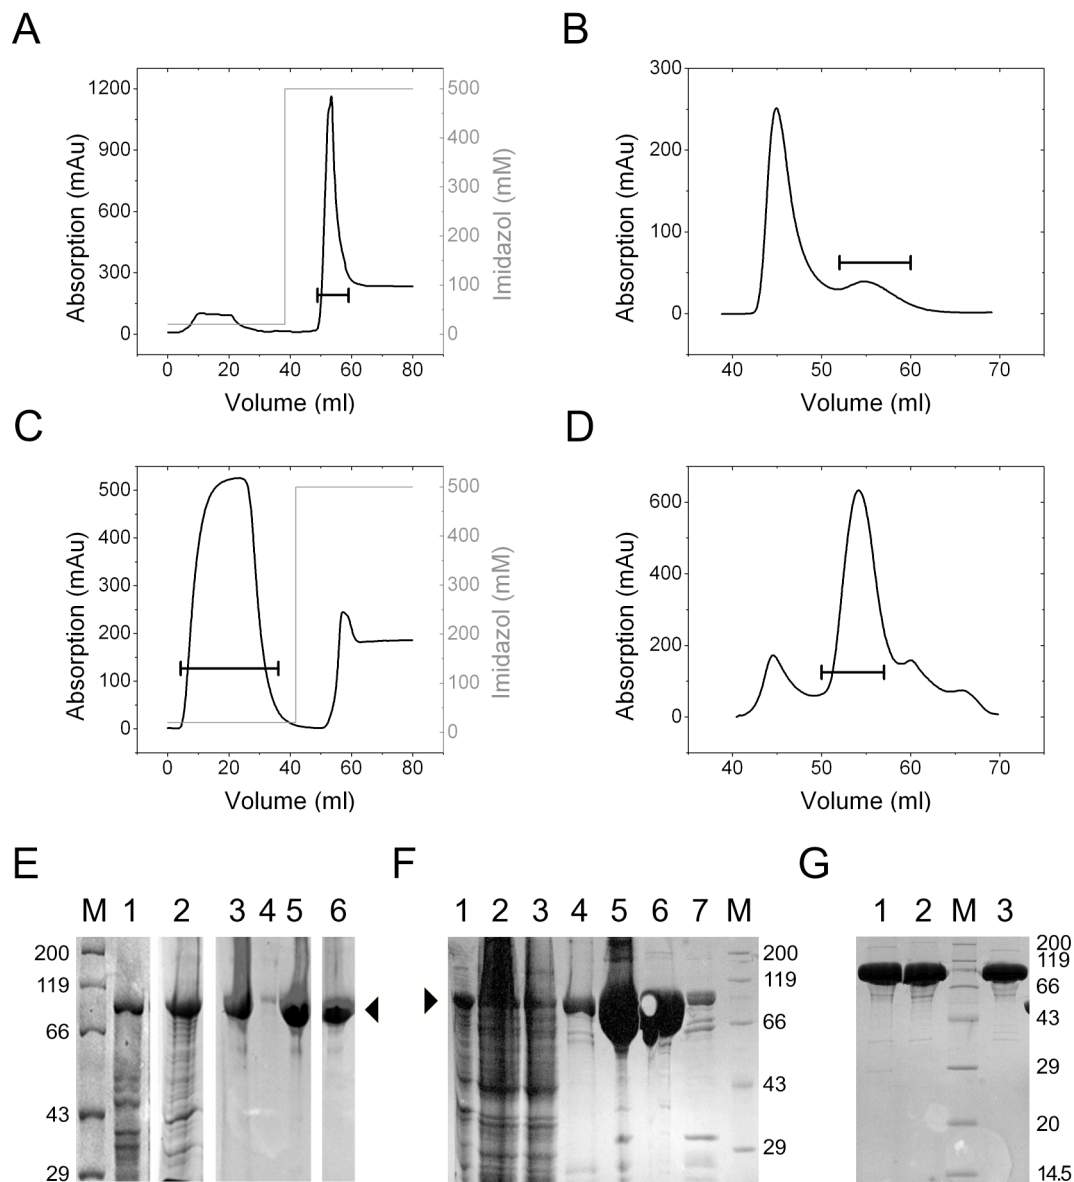 A
B
1200
900
600
300
0
Absorption (mAu)
500
400
300
200
100
0
Imidazol (mM)
0 20 40 60 80
Volume (ml)
300
200
100
0
Absorption (mAu)
40 50 60 70
Volume (ml)
C
D
500
400
300
200
100
0
Absorption (mAu)
500
400
300
200
100
0
Imidazol (mM)
0 20 40 60 80
Volume (ml)
600
400
200
0
Absorption (mAu)
40 50 60 70
Volume (ml)
E
F
G
M 1 2 3 4 5 6
200
119
66
43
29
1 2 3 4 5 6 7 M
200
119
66
43
29
1 2 M 3
200
119
66
43
29
20
14.5